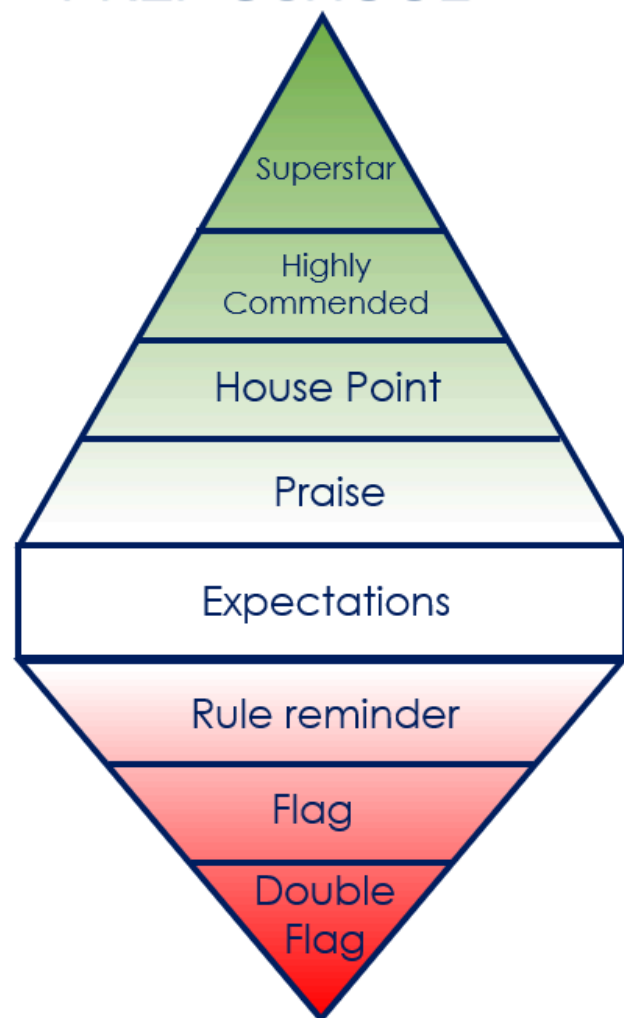 Superstar
Highly
Commended
House Point
Praise
Expectations
Rule reminder
Flag
Double
Flag